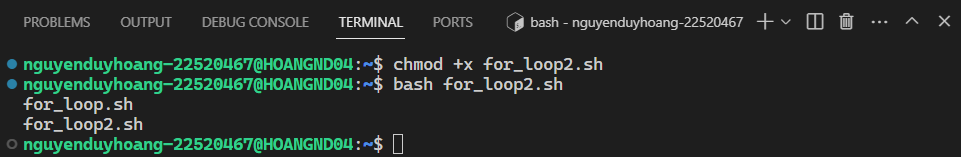 PROBLEMS OUTPUT DEBUG CONSOLE TERMINAL PORTS bash - nguyenduyhoang-22520467
nguyenduyhoang-22520467@HOANGND04:~$ chmod +x for_loop2.sh
nguyenduyhoang-22520467@HOANGND04:~$ bash for_loop2.sh
for_loop.sh
for_loop2.sh
nguyenduyhoang-22520467@HOANGND04:~$